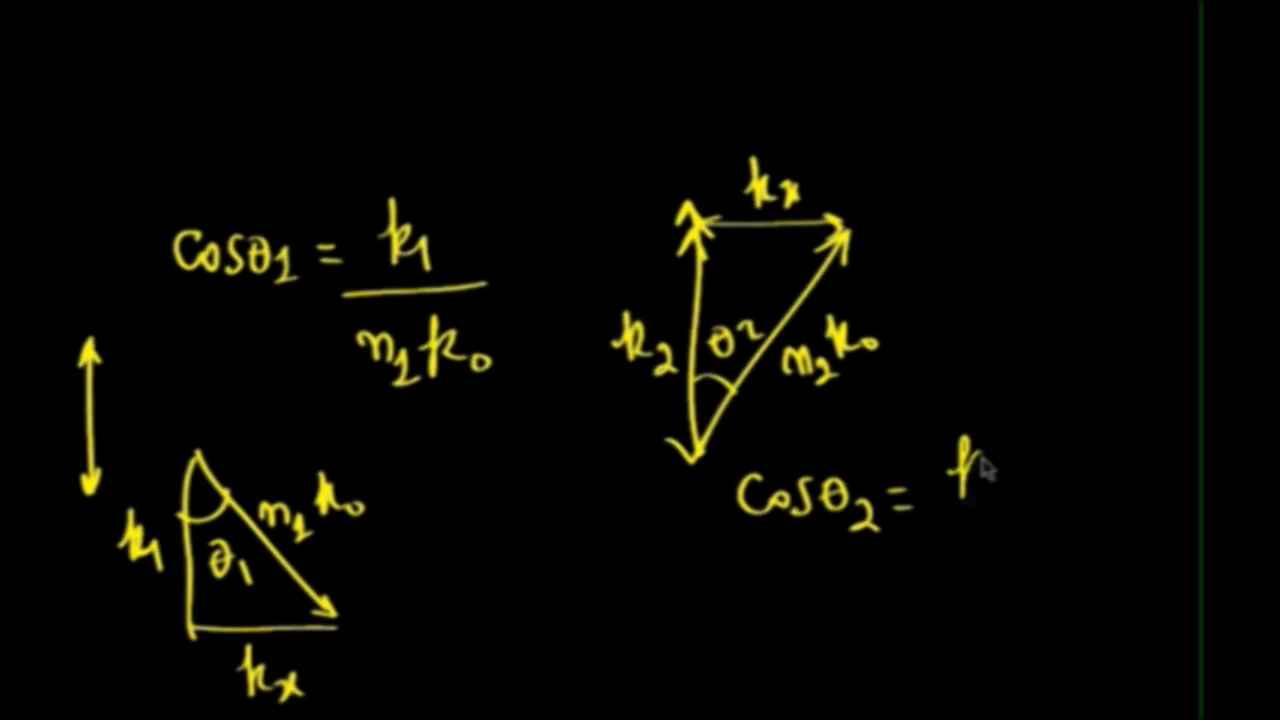 cosθ₁ = k₁ / n₁k₀
k₁
θ₁
n₁k₀
kₓ
kₓ
k₂
θ2
n₂k₀
cosθ₂ = k